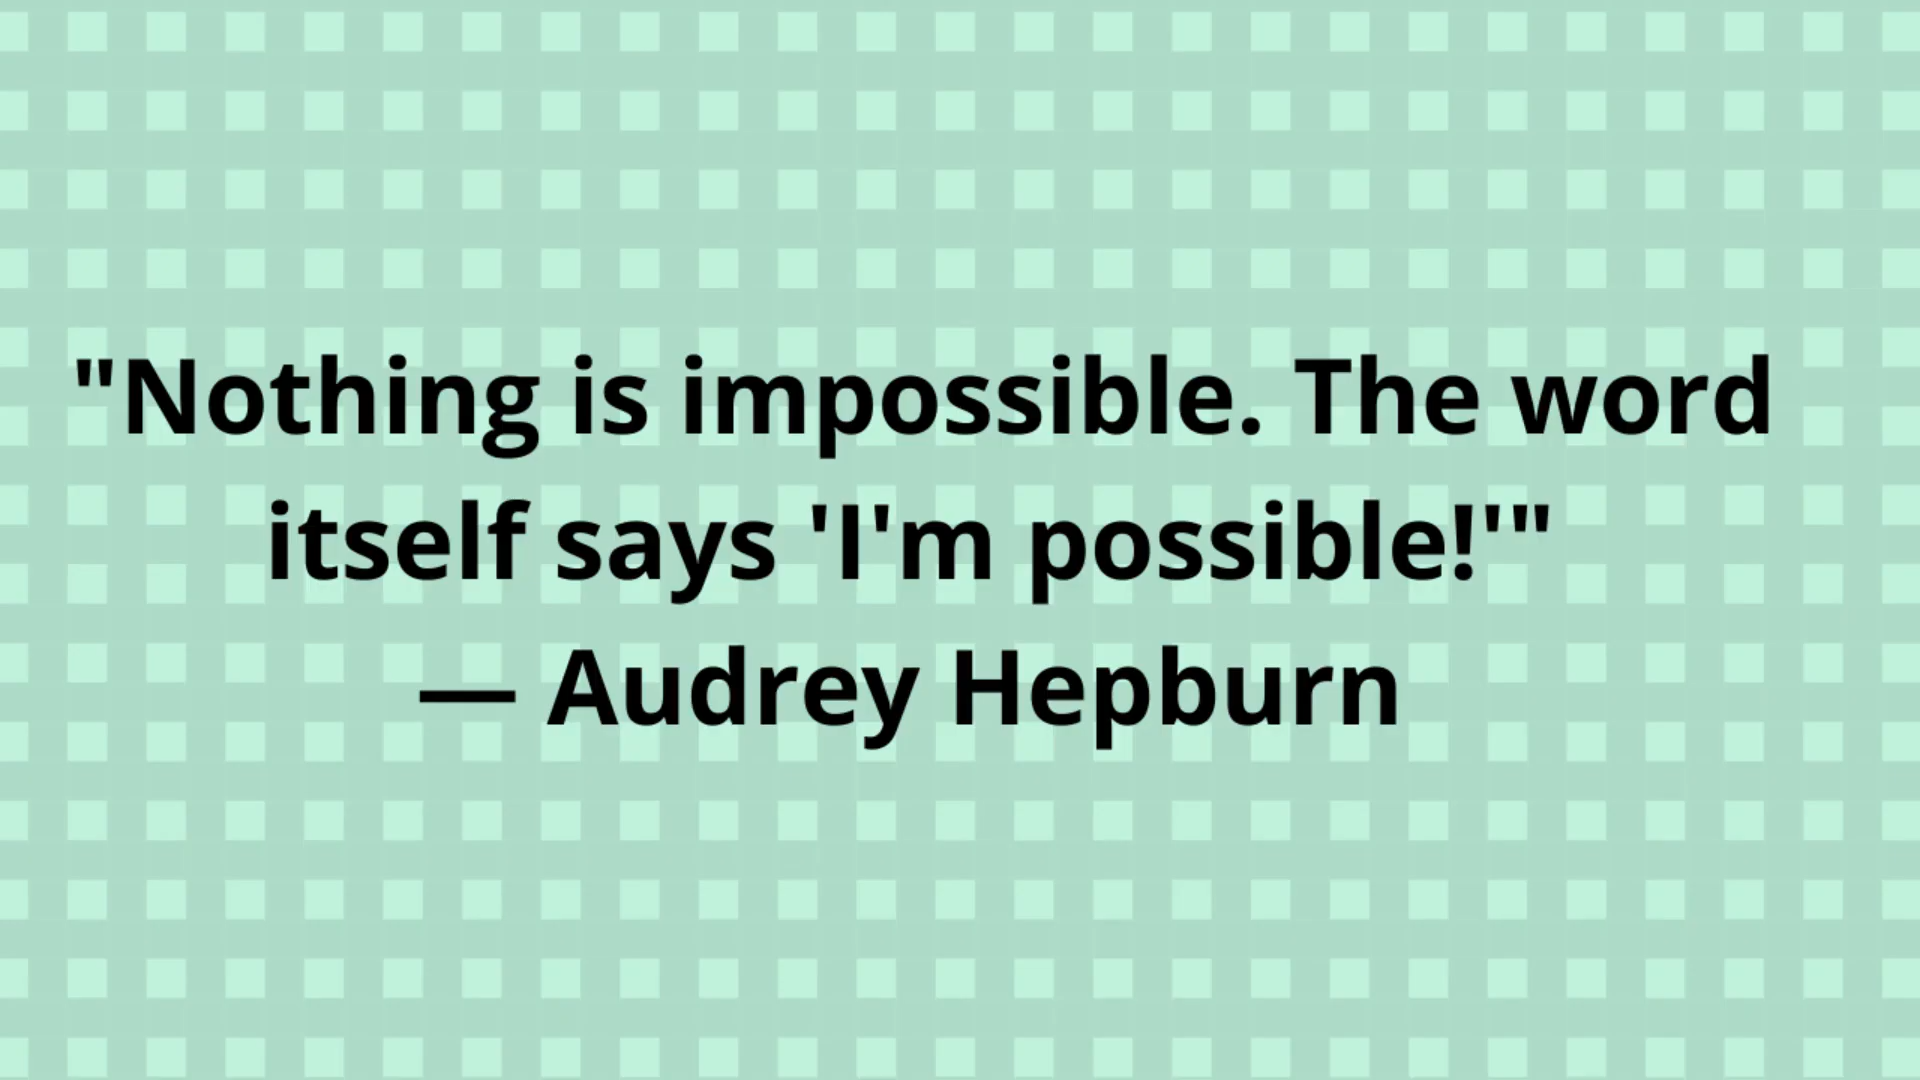 "Nothing is impossible. The word
itself says 'I'm possible!'"
— Audrey Hepburn